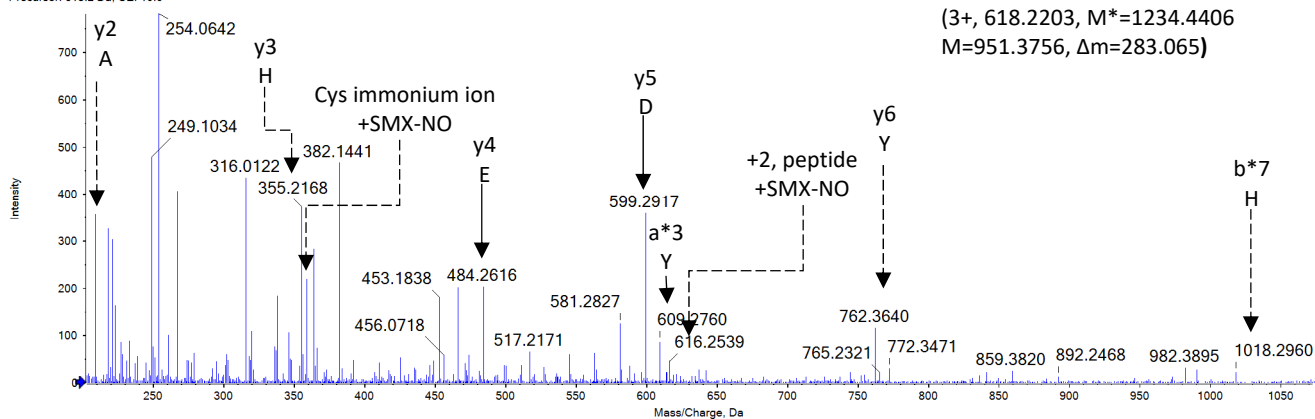 (3+, 618.2203, M*=1234.4406
M=951.3756, Δm=283.065)
y2
A
254.0642
249.1034
y3
H
Cys immonium ion
+SMX-NO
316.0122
355.2168
382.1441
y4
E
453.1838
456.0718
484.2616
517.2171
y5
D
581.2827
599.2917
a*3
Y
609.2760
616.2539
+2, peptide
+SMX-NO
y6
Y
762.3640
765.2321
772.3471
859.3820
892.2468
982.3895
b*7
H
1018.2960
Intensity
700
600
500
400
300
200
100
0
250 300 350 400 450 500 550 600 650 700 750 800 850 900 950 1000 1050
Mass/Charge, Da